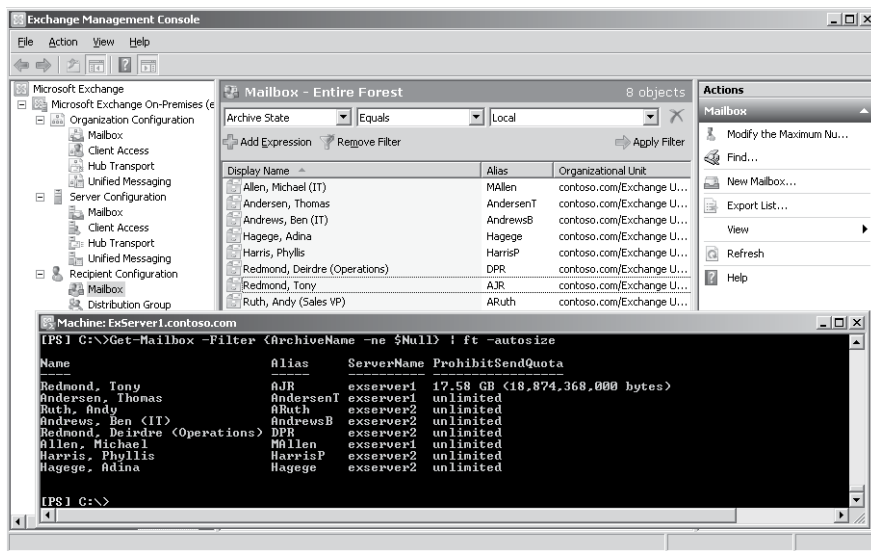 Exchange Management Console
File Action View Help
Microsoft Exchange
Microsoft Exchange On-Premises (e
Organization Configuration
Mailbox
Client Access
Hub Transport
Unified Messaging
Server Configuration
Mailbox
Client Access
Hub Transport
Unified Messaging
Recipient Configuration
Mailbox
Distribution Group
Mailbox - Entire Forest 8 objects
Archive State Equals Local
Add Expression Remove Filter Apply Filter
Display Name Alias Organizational Unit
Allen, Michael (IT) MAllen contoso.com/Exchange U...
Andersen, Thomas AndersenT contoso.com/Exchange U...
Andrews, Ben (IT) AndrewsB contoso.com/Exchange U...
Hagege, Adina Hagege contoso.com/Exchange U...
Harris, Phyllis HarrisP contoso.com/Exchange U...
Redmond, Deirdre (Operations) DPR contoso.com/Exchange U...
Redmond, Tony AJR contoso.com/Exchange U...
Ruth, Andy (Sales VP) ARuth contoso.com/Exchange U...
Actions
Mailbox
Modify the Maximum Nu...
Find...
New Mailbox...
Export List...
View
Refresh
Help
Machine: ExServer1.contoso.com
[PS] C:\>Get-Mailbox -Filter {ArchiveName -ne $Null} | ft -autosize
Name Alias ServerName ProhibitSendQuota
---- ----- ---------- -----------------
Redmond, Tony AJR exserver1 17.58 GB (18,874,368,000 bytes)
Andersen, Thomas AndersenT exserver1 unlimited
Ruth, Andy ARuth exserver2 unlimited
Andrews, Ben (IT) AndrewsB exserver2 unlimited
Redmond, Deirdre (Operations) DPR exserver2 unlimited
Allen, Michael MAllen exserver1 unlimited
Harris, Phyllis HarrisP exserver2 unlimited
Hagege, Adina Hagege exserver2 unlimited
[PS] C:\>